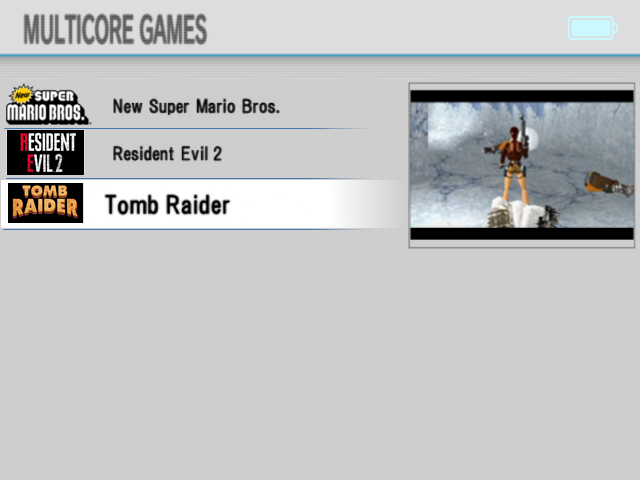 MULTICORE GAMES
New SUPER
MARIO BROS.
New Super Mario Bros.
RESIDENT
EVIL 2
Resident Evil 2
TOMB
RAIDER
Tomb Raider